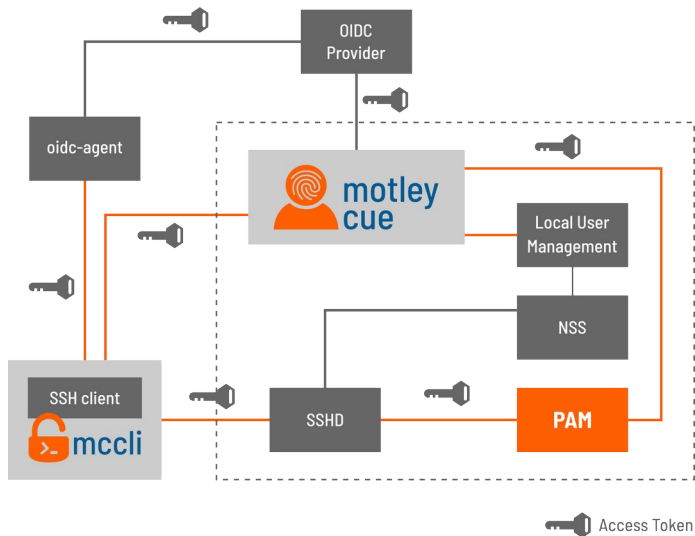 OIDC
Provider
oidc-agent
motley
cue
Local User
Management
NSS
SSH client
mccli
SSHD
PAM
Access Token